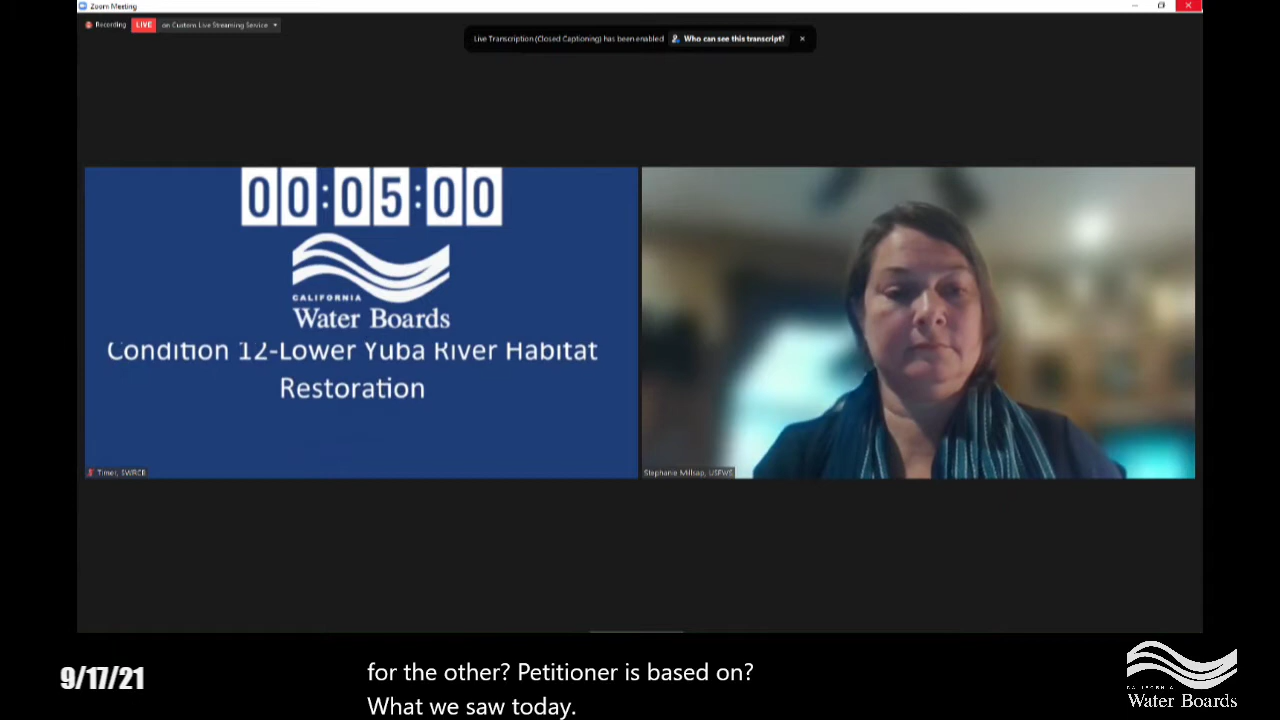 Zoom Meeting
Recording
LIVE
on Custom Live Streaming Service
Live Transcription (Closed Captioning) has been enabled
Who can see this transcript?
00:05:00
CALIFORNIA
Water Boards
Condition 12-Lower Yuba River Habitat
Restoration
Timer, SWRCB
Stephanie Millsap, USFWS
for the other? Petitioner is based on?
What we saw today.
9/17/21
CALIFORNIA
Water Boards